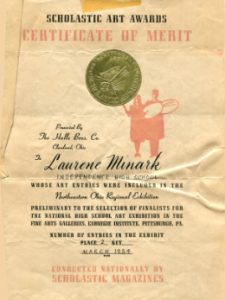 SCHOLASTIC ART AWARDS
CERTIFICATE OF MERIT
Presented By
The Halle Bros. Co.
Cleveland, Ohio
To Laurene Minark
INDEPENDENCE HIGH SCHOOL
WHOSE ART ENTRIES WERE INCLUDED IN THE
Northeastern Ohio Regional Exhibition
PRELIMINARY TO THE SELECTION OF FINALISTS FOR
THE NATIONAL HIGH SCHOOL ART EXHIBITION IN THE
FINE ARTS GALLERIES, CARNEGIE INSTITUTE, PITTSBURGH, PA.
NUMBER OF ENTRIES IN THE EXHIBIT
PLACE 2 KEY
MARCH 1954
CONDUCTED NATIONALLY BY
SCHOLASTIC MAGAZINES